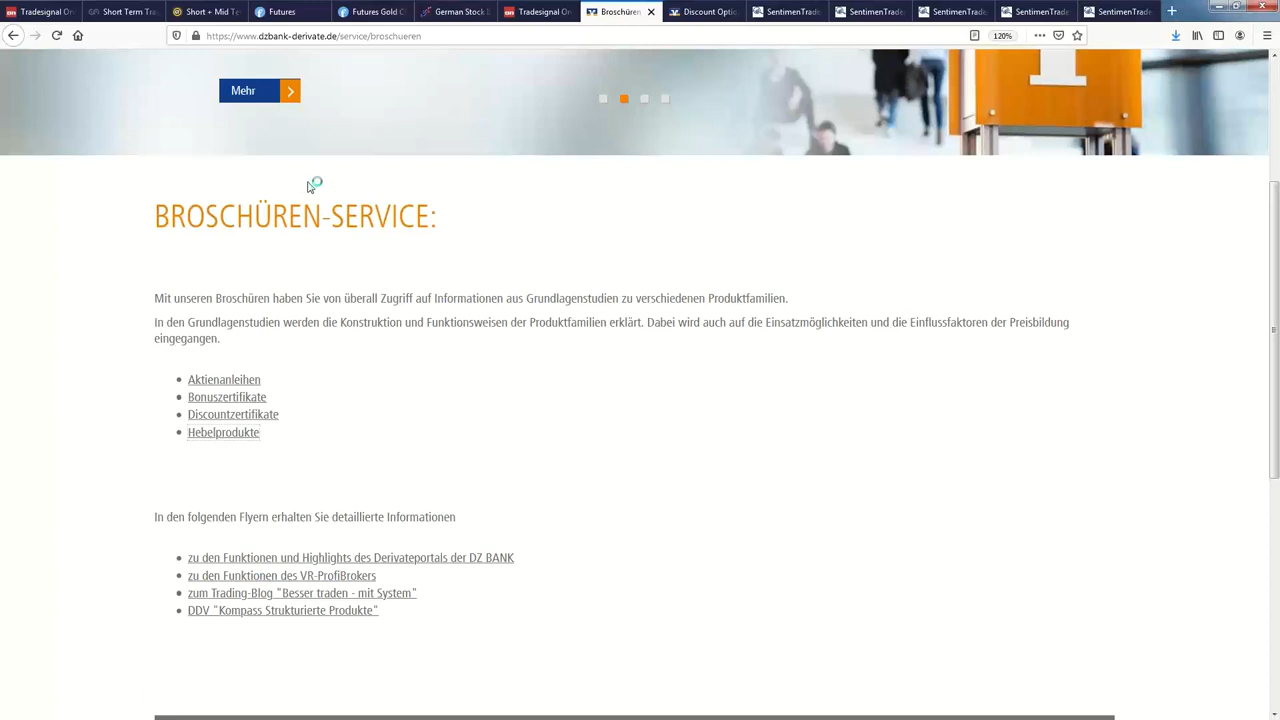 Tradesignal On
Short Term Tra
Short + Mid Te
Futures
Futures Gold C
German Stock
Tradesignal On
Broschüren
Discount Optio
SentimenTrade
SentimenTrade
SentimenTrade
SentimenTrade
SentimenTrade
https://www.dzbank-derivate.de/service/broschueren
120%
Mehr
BROSCHÜREN-SERVICE:
Mit unseren Broschüren haben Sie von überall Zugriff auf Informationen aus Grundlagenstudien zu verschiedenen Produktfamilien.
In den Grundlagenstudien werden die Konstruktion und Funktionsweisen der Produktfamilien erklärt. Dabei wird auch auf die Einsatzmöglichkeiten und die Einflussfaktoren der Preisbildung
eingegangen.
Aktienanleihen
Bonuszertifikate
Discountzertifikate
Hebelprodukte
In den folgenden Flyern erhalten Sie detaillierte Informationen
zu den Funktionen und Highlights des Derivateportals der DZ BANK
zu den Funktionen des VR-ProfiBrokers
zum Trading-Blog "Besser traden - mit System"
DDV "Kompass Strukturierte Produkte"